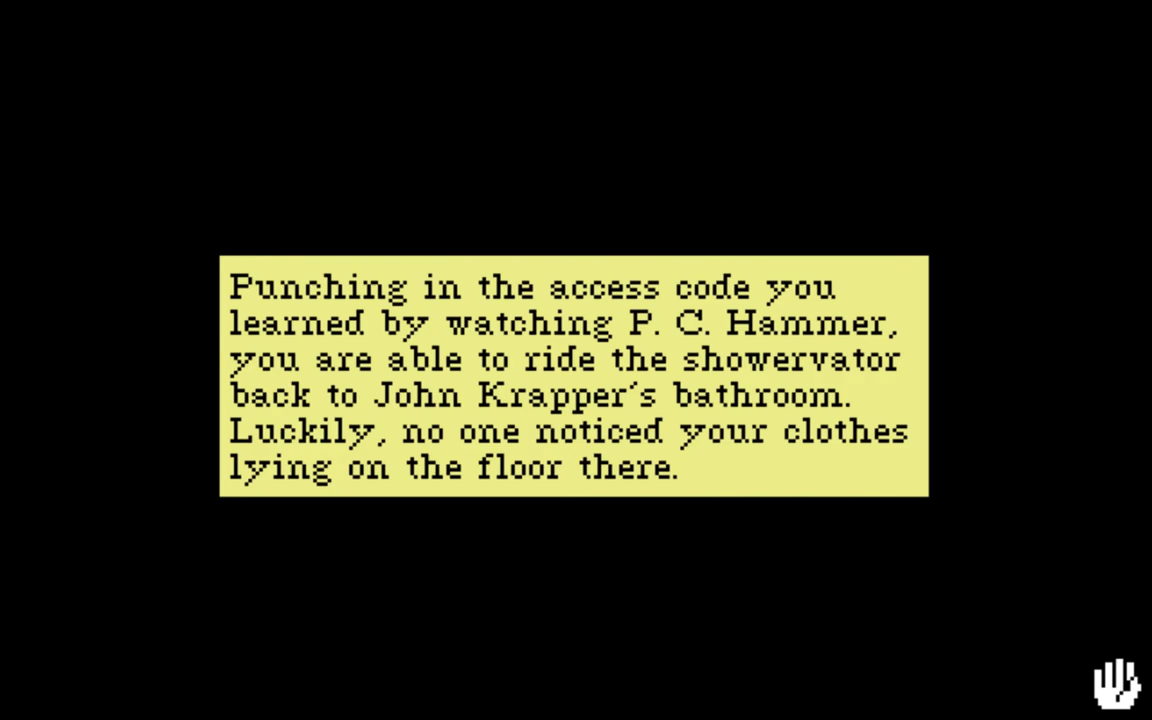 Punching in the access code you
learned by watching P. C. Hammer,
you are able to ride the showervator
back to John Krapper's bathroom.
Luckily, no one noticed your clothes
lying on the floor there.